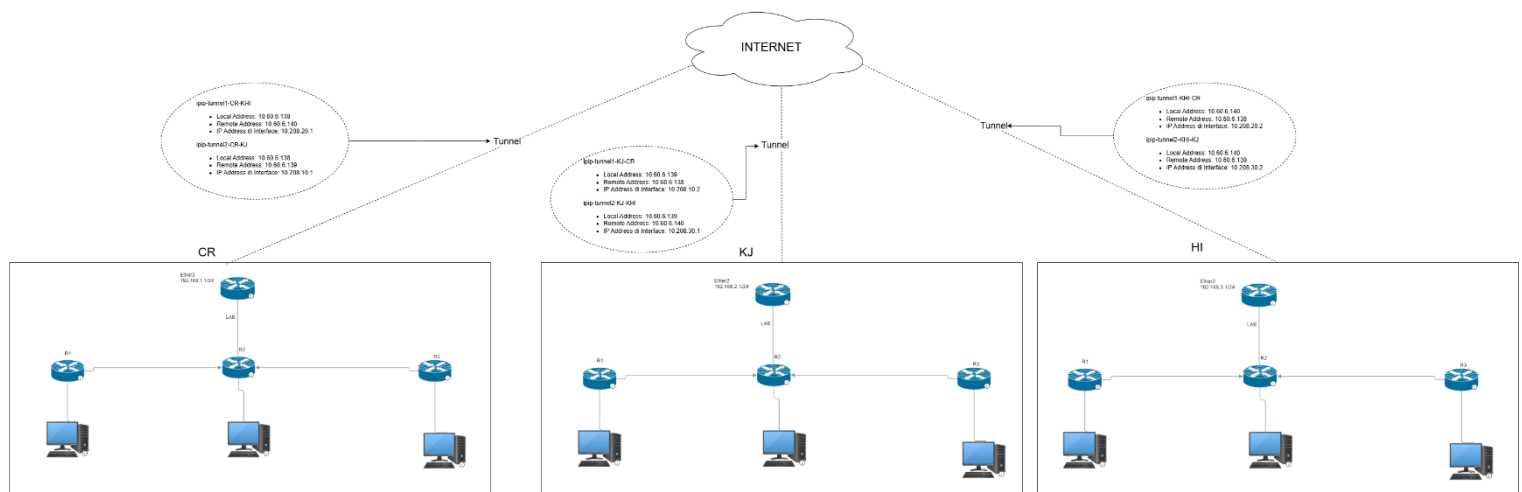 INTERNET
ipip-tunnel1-CR-KHI
Local Address: 10.60.6.138
Remote Address: 10.60.6.140
IP Address di Interface: 10.208.20.1
ipip-tunnel2-CR-KJ
Local Address: 10.60.6.138
Remote Address: 10.60.6.139
IP Address di Interface: 10.208.10.1
Tunnel
ipip-tunnel1-KJ-CR
Local Address: 10.60.6.139
Remote Address: 10.60.6.138
IP Address di Interface: 10.208.10.2
ipip-tunnel2-KJ-KHI
Local Address: 10.60.6.139
Remote Address: 10.60.6.140
IP Address di Interface: 10.208.30.1
Tunnel
ipip-tunnel1-KHI-CR
Local Address: 10.60.6.140
Remote Address: 10.60.6.138
IP Address di Interface: 10.208.20.2
ipip-tunnel2-KHI-KJ
Local Address: 10.60.6.140
Remote Address: 10.60.6.139
IP Address di Interface: 10.208.30.2
Tunnel
CR
Ether2
192.168.1.1/24
LAB
R1
R2
R3
KJ
Ether2
192.168.2.1/24
LAB
R1
R2
R3
HI
Ether2
192.168.3.1/24
LAB
R1
R2
R3